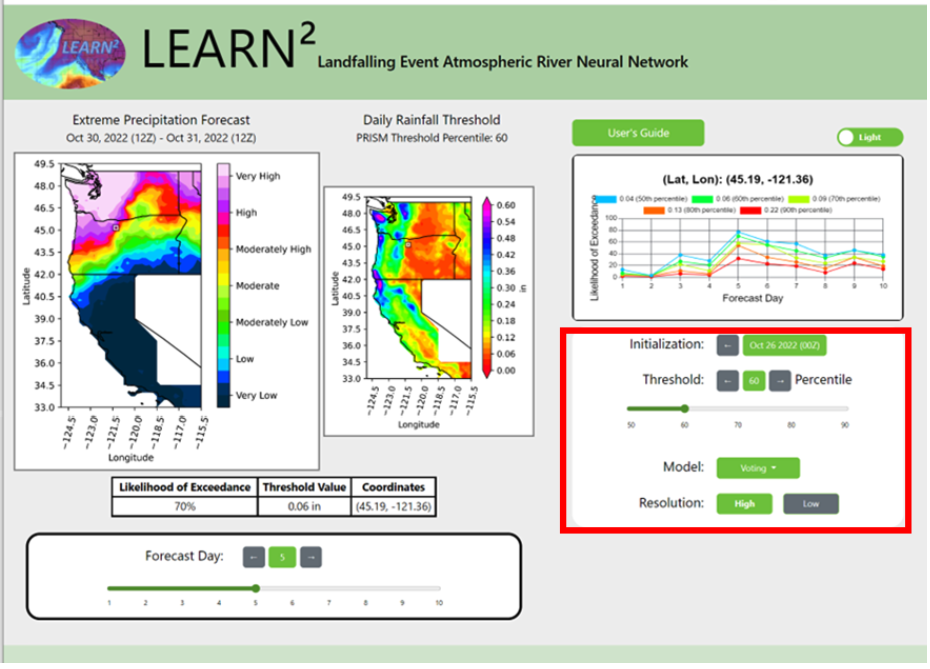 LEARN²
LEARN²
Landfalling Event Atmospheric River Neural Network
Extreme Precipitation Forecast
Oct 30, 2022 (12Z) - Oct 31, 2022 (12Z)
49.5
48.0
46.5
45.0
43.5
42.0
40.5
39.0
37.5
36.0
34.5
33.0
Latitude
-124.5
-123.0
-121.5
-120.0
-118.5
-117.0
-115.5
Longitude
Very High
High
Moderately High
Moderate
Moderately Low
Low
Very Low
Daily Rainfall Threshold
PRISM Threshold Percentile: 60
49.5
48.0
46.5
45.0
43.5
42.0
40.5
39.0
37.5
36.0
34.5
33.0
Latitude
-124.5
-123.0
-121.5
-120.0
-118.5
-117.0
-115.5
Longitude
0.60
0.54
0.48
0.42
0.36
0.30
0.24
0.18
0.12
0.06
0.00
in
User's Guide
Light
(Lat, Lon): (45.19, -121.36)
0.04 (50th percentile) 0.06 (60th percentile) 0.09 (70th percentile)
0.13 (80th percentile) 0.22 (90th percentile)
Likelihood of Exceedance
100
80
60
40
20
0
1 2 3 4 5 6 7 8 9 10
Forecast Day
Initialization: ← Oct 26 2022 (00Z)
Threshold: ← 60 → Percentile
50 60 70 80 90
Model: Voting
Resolution: High Low
Likelihood of Exceedance Threshold Value Coordinates
70% 0.06 in (45.19, -121.36)
Forecast Day: ← 5 →
1 2 3 4 5 6 7 8 9 10